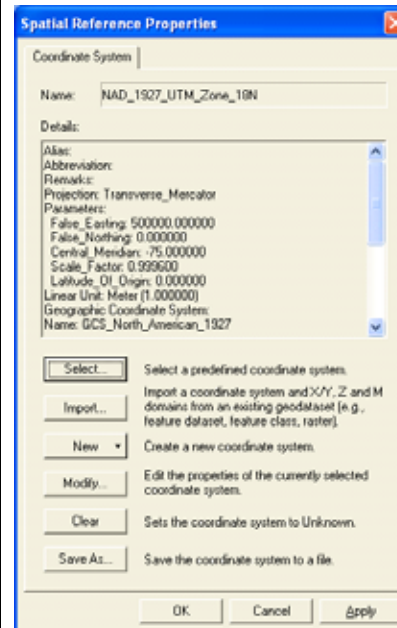 Spatial Reference Properties
Coordinate System
Name: NAD_1927_UTM_Zone_18N
Details:
Alias:
Abbreviation:
Remarks:
Projection: Transverse_Mercator
Parameters:
False_Easting: 500000.000000
False_Northing: 0.000000
Central_Meridian: -75.000000
Scale_Factor: 0.999600
Latitude_Of_Origin: 0.000000
Linear Unit: Meter (1.000000)
Geographic Coordinate System:
Name: GCS_North_American_1927
Select... Select a predefined coordinate system.
Import... Import a coordinate system and X/Y, Z and M
domains from an existing geodataset (e.g.,
feature dataset, feature class, raster).
New Create a new coordinate system.
Modify... Edit the properties of the currently selected
coordinate system.
Clear Sets the coordinate system to Unknown.
Save As... Save the coordinate system to a file.
OK Cancel Apply